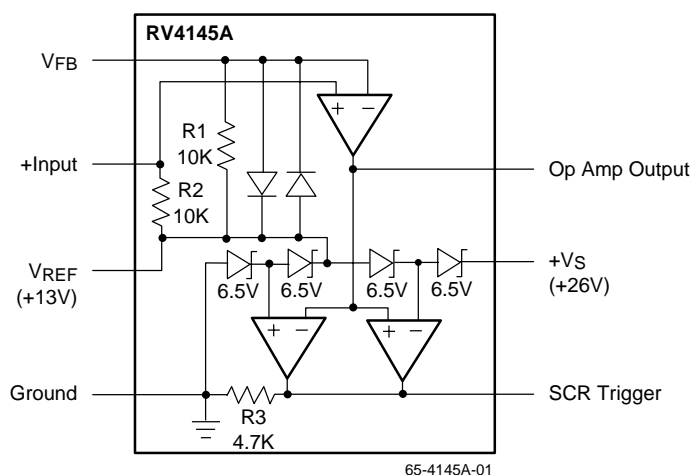 RV4145A
VFB
+Input
VREF
(+13V)
Ground
R1
10K
R2
10K
+ −
Op Amp Output
6.5V 6.5V 6.5V 6.5V
+VS
(+26V)
+ − + −
SCR Trigger
R3
4.7K
65-4145A-01